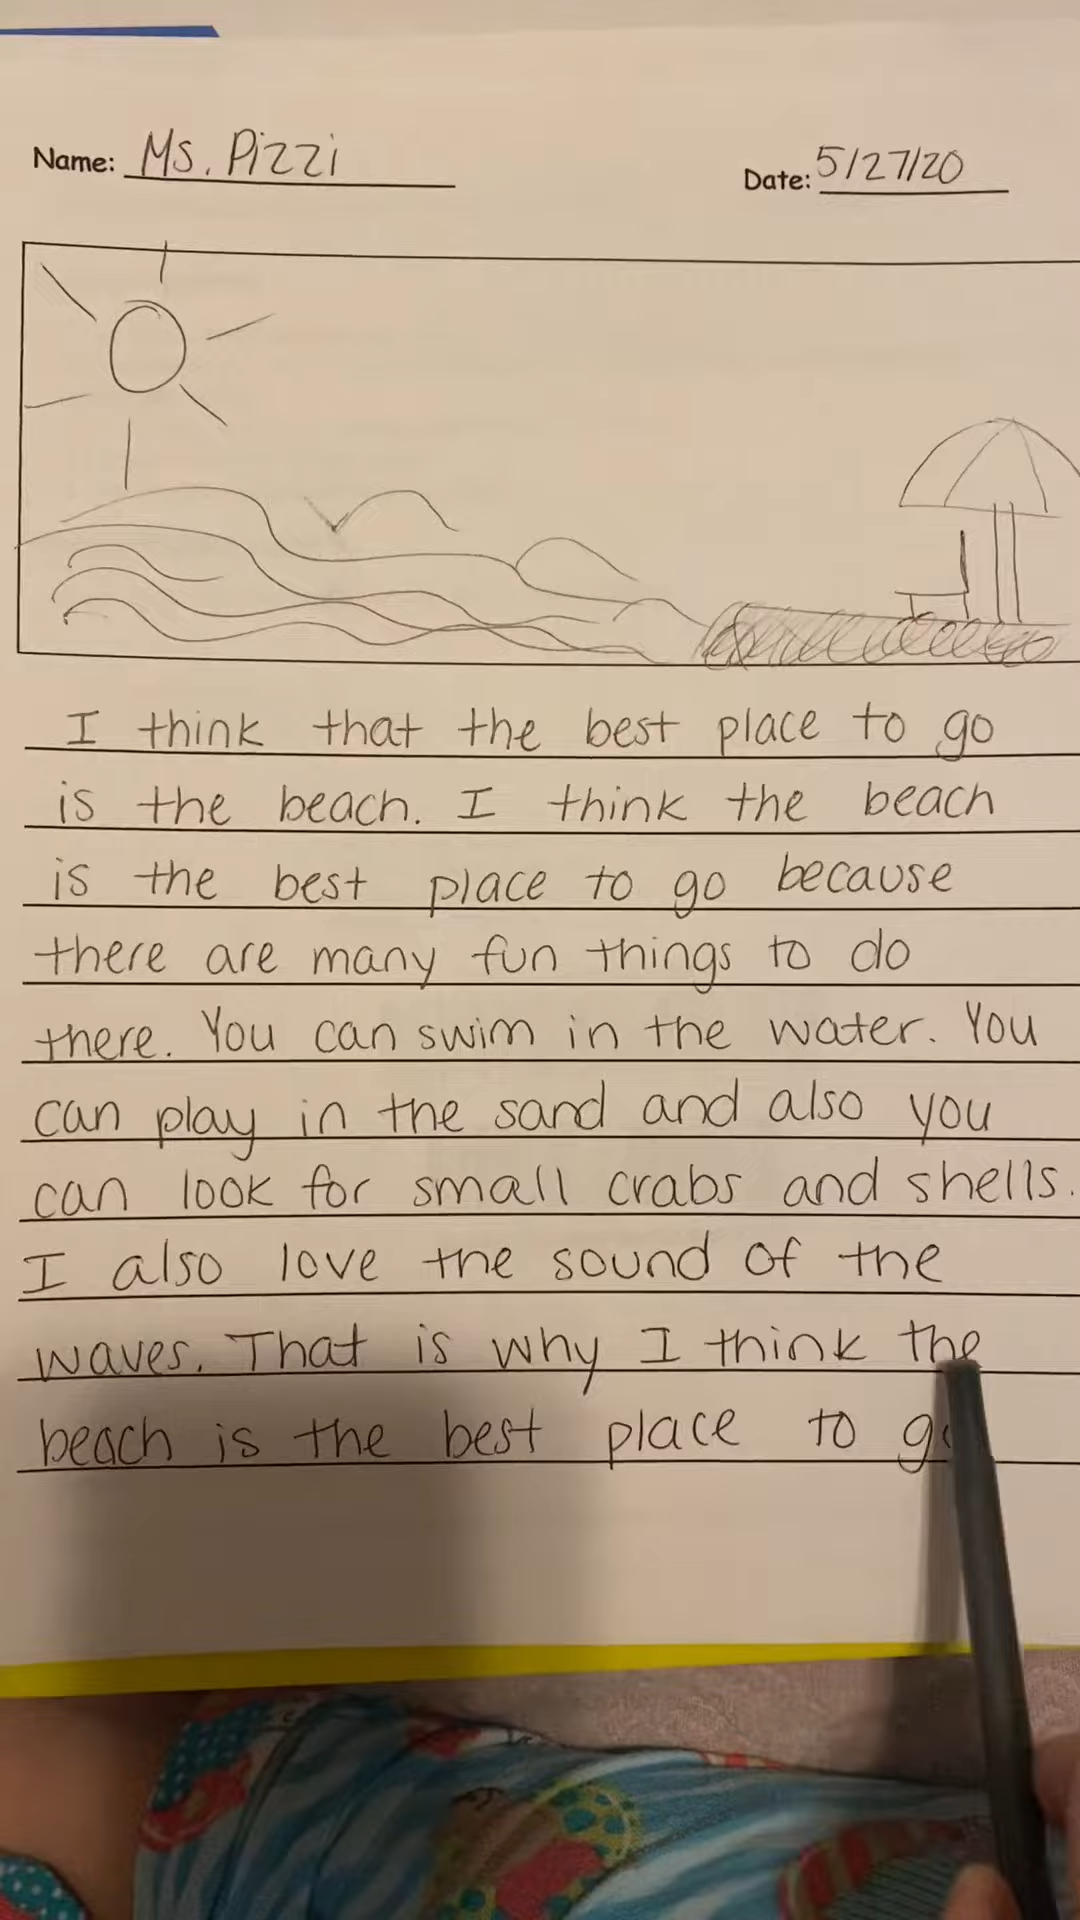 Name: Ms. Pizzi
Date: 5/27/20
I think that the best place to go
is the beach. I think the beach
is the best place to go because
there are many fun things to do
there. You can swim in the water. You
can play in the sand and also you
can look for small crabs and shells.
I also love the sound of the
waves. That is why I think the
beach is the best place to go